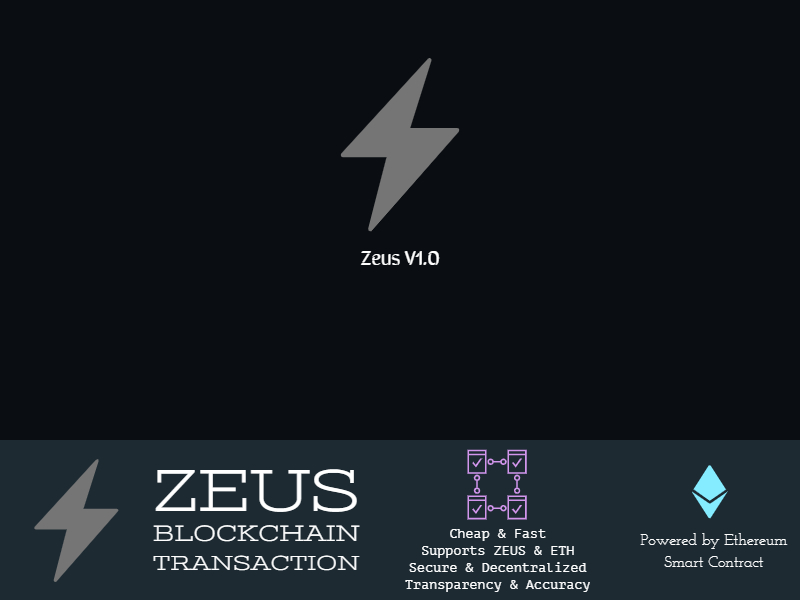 Zeus V1.0
ZEUS
BLOCKCHAIN
TRANSACTION
Cheap & Fast
Supports ZEUS & ETH
Secure & Decentralized
Transparency & Accuracy
Powered by Ethereum
Smart Contract